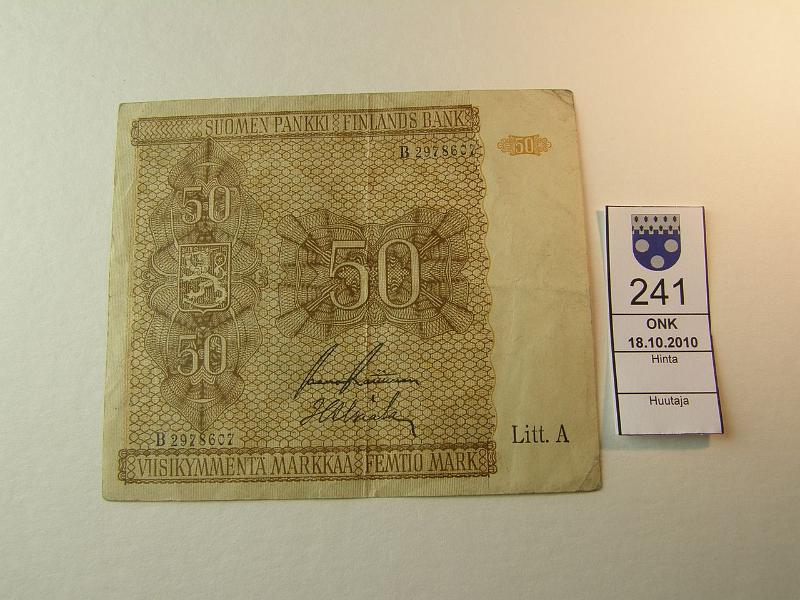 SUOMEN PANKKI FINLANDS BANK
B 2978607
50
50
50
50
B 2978607
Litt. A
VIISIKYMMENTÄ MARKKAA FEMTIO MARK
241
ONK
18.10.2010
Hinta
Huutaja